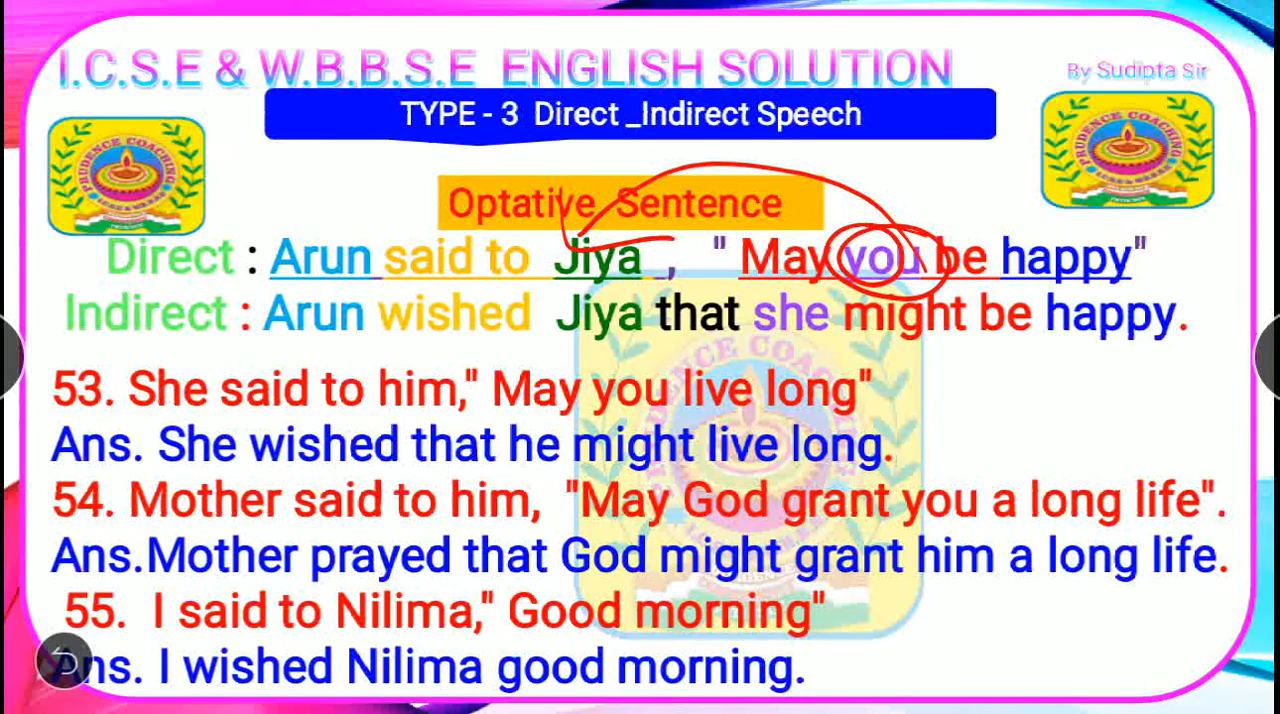 I.C.S.E & W.B.B.S.E ENGLISH SOLUTION
By Sudipta Sir
TYPE - 3 Direct _Indirect Speech
PRUDENCE COACHING
PRUDENCE COACHING
Optative Sentence
Direct : Arun said to Jiya , " May you be happy"
Indirect : Arun wished Jiya that she might be happy.
53. She said to him," May you live long"
Ans. She wished that he might live long.
54. Mother said to him, "May God grant you a long life".
Ans.Mother prayed that God might grant him a long life.
55. I said to Nilima," Good morning"
Ans. I wished Nilima good morning.